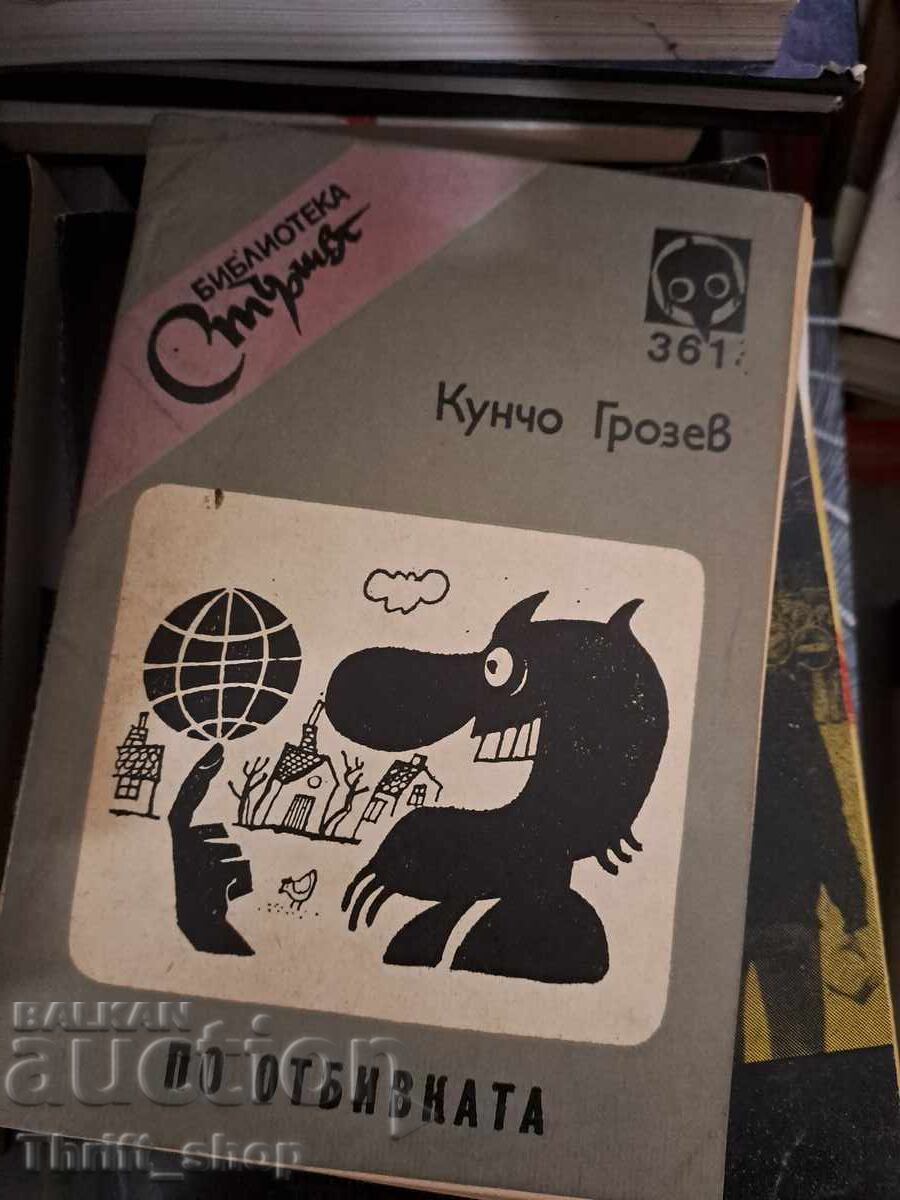 БИБЛИОТЕКА
Стършел
361
Кунчо Грозев
ПО ОТБИВКАТА
BALKAN
auction
Thrift_shop